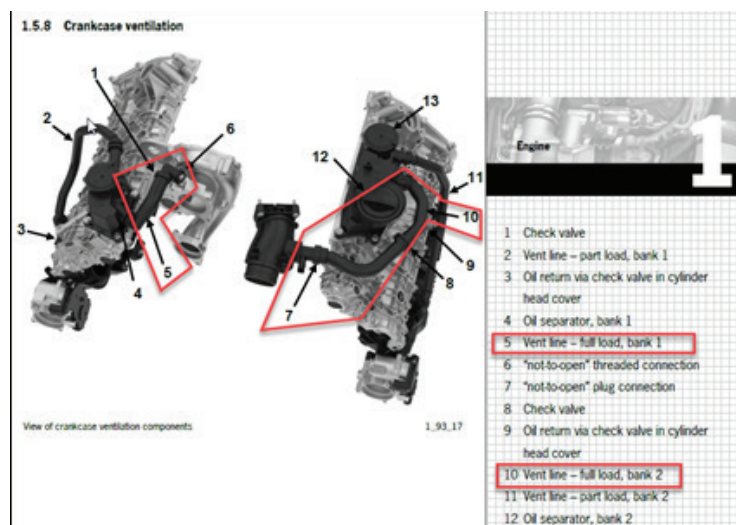 1.5.8 Crankcase ventilation
1
2
6
3
4
5
13
12
11
10
9
8
7
View of crankcase ventilation components
1_93_17
Engine
1
1 Check valve
2 Vent line – part load, bank 1
3 Oil return via check valve in cylinder
head cover
4 Oil separator, bank 1
5 Vent line – full load, bank 1
6 "not-to-open" threaded connection
7 "not-to-open" plug connection
8 Check valve
9 Oil return via check valve in cylinder
head cover
10 Vent line – full load, bank 2
11 Vent line – part load, bank 2
12 Oil separator, bank 2